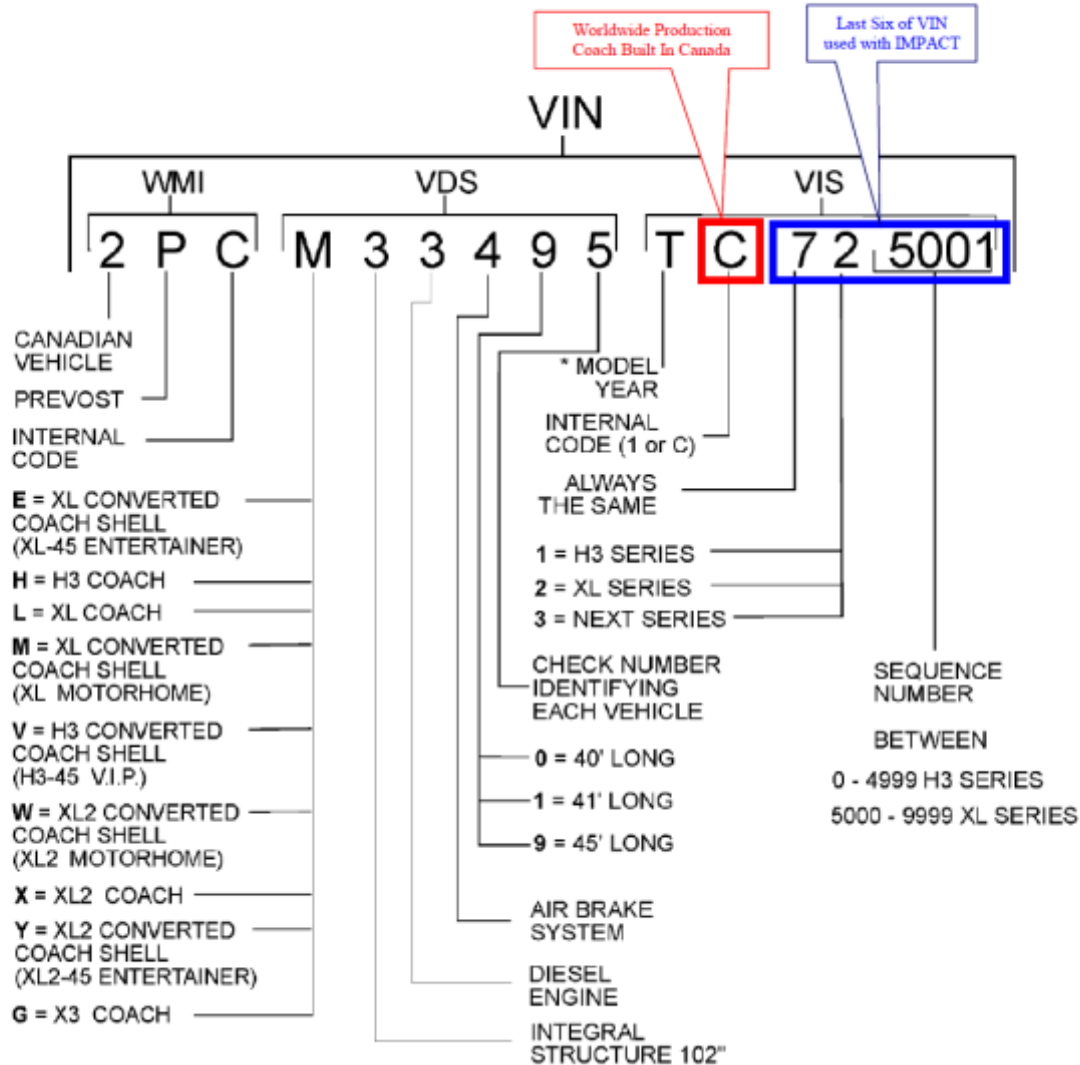 Worldwide Production
Coach Built In Canada
Last Six of VIN
used with IMPACT
VIN
WMI
VDS
VIS
2 P C M 3 3 4 9 5 T C 7 2 5001
CANADIAN
VEHICLE
PREVOST
INTERNAL
CODE
E = XL CONVERTED
COACH SHELL
(XL-45 ENTERTAINER)
H = H3 COACH
L = XL COACH
M = XL CONVERTED
COACH SHELL
(XL MOTORHOME)
V = H3 CONVERTED
COACH SHELL
(H3-45 V.I.P.)
W = XL2 CONVERTED
COACH SHELL
(XL2 MOTORHOME)
X = XL2 COACH
Y = XL2 CONVERTED
COACH SHELL
(XL2-45 ENTERTAINER)
G = X3 COACH
* MODEL
YEAR
INTERNAL
CODE (1 or C)
ALWAYS
THE SAME
1 = H3 SERIES
2 = XL SERIES
3 = NEXT SERIES
CHECK NUMBER
IDENTIFYING
EACH VEHICLE
0 = 40' LONG
1 = 41' LONG
9 = 45' LONG
AIR BRAKE
SYSTEM
DIESEL
ENGINE
INTEGRAL
STRUCTURE 102"
SEQUENCE
NUMBER
BETWEEN
0 - 4999 H3 SERIES
5000 - 9999 XL SERIES